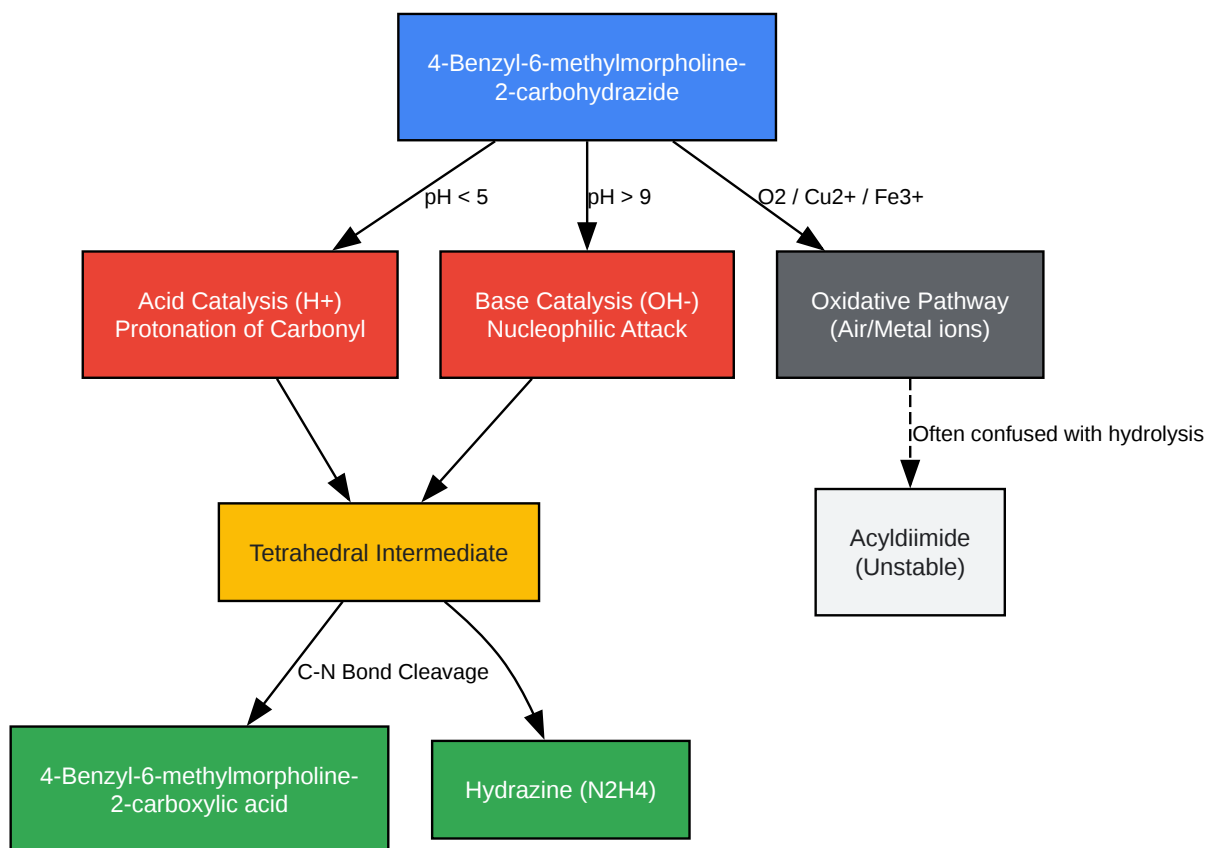 4-Benzyl-6-methylmorpholine-
2-carbohydrazide
pH < 5
pH > 9
O2 / Cu2+ / Fe3+
Acid Catalysis (H+)
Protonation of Carbonyl
Base Catalysis (OH-)
Nucleophilic Attack
Oxidative Pathway
(Air/Metal ions)
Often confused with hydrolysis
Tetrahedral Intermediate
Acyldiimide
(Unstable)
C-N Bond Cleavage
4-Benzyl-6-methylmorpholine-
2-carboxylic acid
Hydrazine (N2H4)